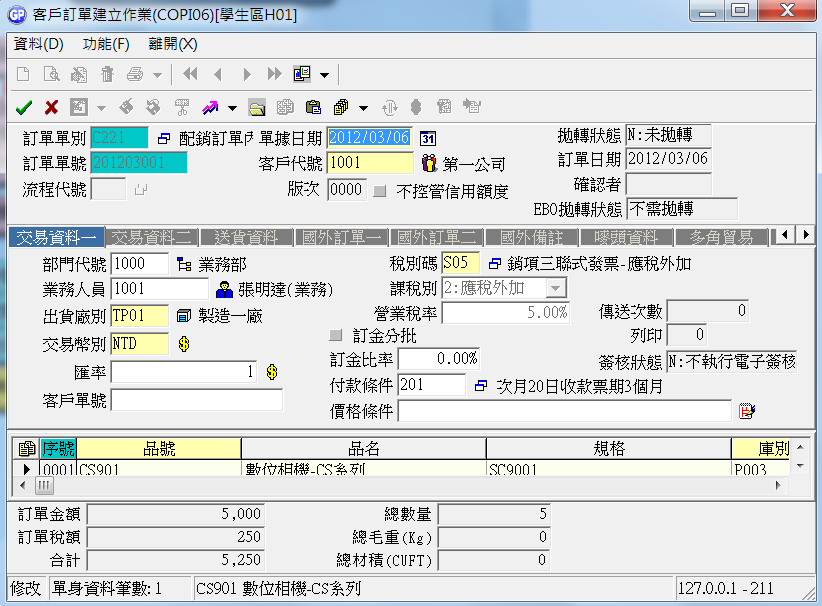 客戶訂單建立作業(COPI06)[學生區H01]
資料(D) 功能(F) 離開(X)
訂單單別 C221 配銷訂單內 單據日期 2012/03/06 31 拋轉狀態 N:未拋轉
訂單單號 201203001 客戶代號 1001 第一公司 訂單日期 2012/03/06
流程代號 版次 0000 不控管信用額度 確認者
EBO拋轉狀態 不需拋轉
交易資料一 交易資料二 送貨資料 國外訂單一 國外訂單二 國外備註 嘜頭資料 多角貿易
部門代號 1000 業務部 稅別碼 S05 銷項三聯式發票-應稅外加
業務人員 1001 張明達(業務) 課稅別 2:應稅外加
出貨廠別 TP01 製造一廠 營業稅率 5.00% 傳送次數 0
交易幣別 NTD 訂金分批 列印 0
匯率 1 訂金比率 0.00% 簽核狀態 N:不執行電子簽核
客戶單號 付款條件 201 次月20日收款票期3個月
價格條件
序號 品號 品名 規格 庫別
0001 CS901 數位相機-CS系列 SC9001 P003
訂單金額 5,000 總數量 5
訂單稅額 250 總毛重(Kg) 0
合計 5,250 總材積(CUFT) 0
修改 單身資料筆數: 1 CS901 數位相機-CS系列 127.0.0.1 - 211